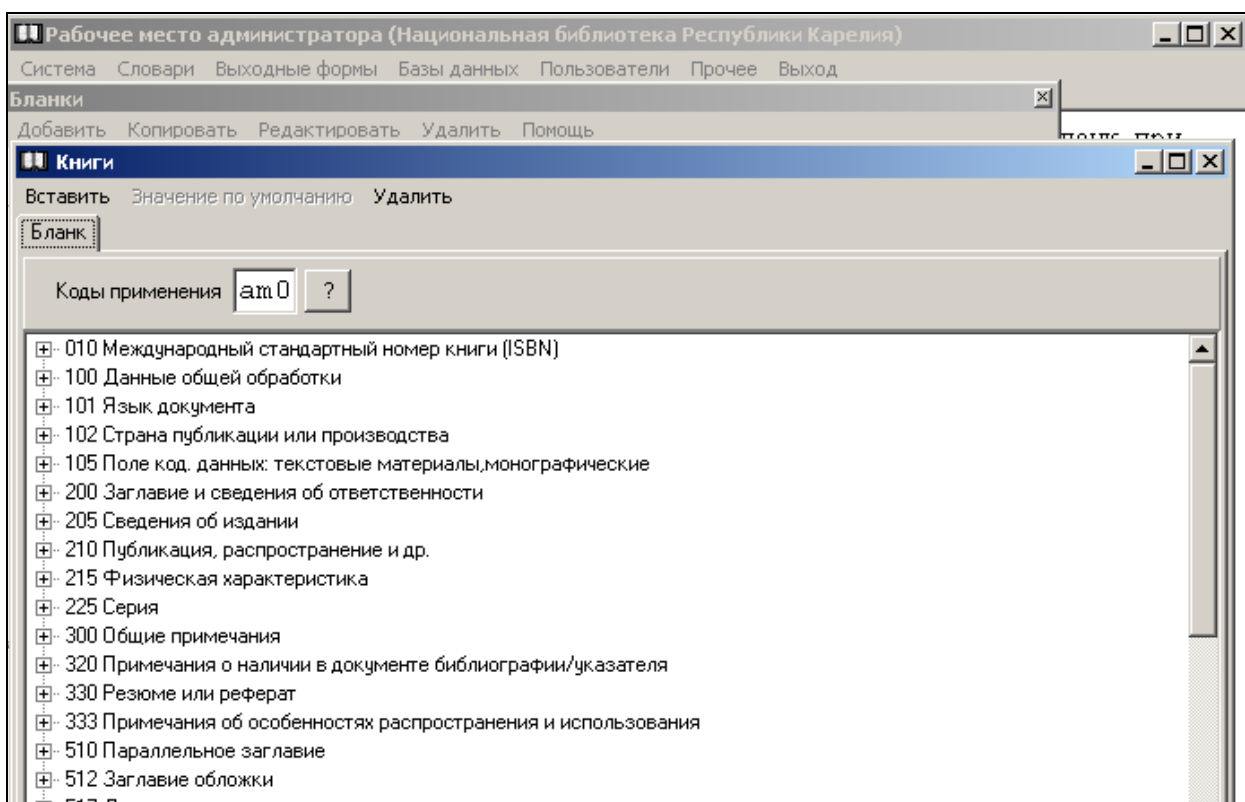 Рабочее место администратора (Национальная библиотека Республики Карелия)
Система Словари Выходные формы Базы данных Пользователи Прочее Выход
Бланки
Добавить Копировать Редактировать Удалить Помощь
Книги
Вставить Значение по умолчанию Удалить
Бланк
Коды применения am0 ?
010 Международный стандартный номер книги (ISBN)
100 Данные общей обработки
101 Язык документа
102 Страна публикации или производства
105 Поле код. данных: текстовые материалы,монографические
200 Заглавие и сведения об ответственности
205 Сведения об издании
210 Публикация, распространение и др.
215 Физическая характеристика
225 Серия
300 Общие примечания
320 Примечания о наличии в документе библиографии/указателя
330 Резюме или реферат
333 Примечания об особенностях распространения и использования
510 Параллельное заглавие
512 Заглавие обложки